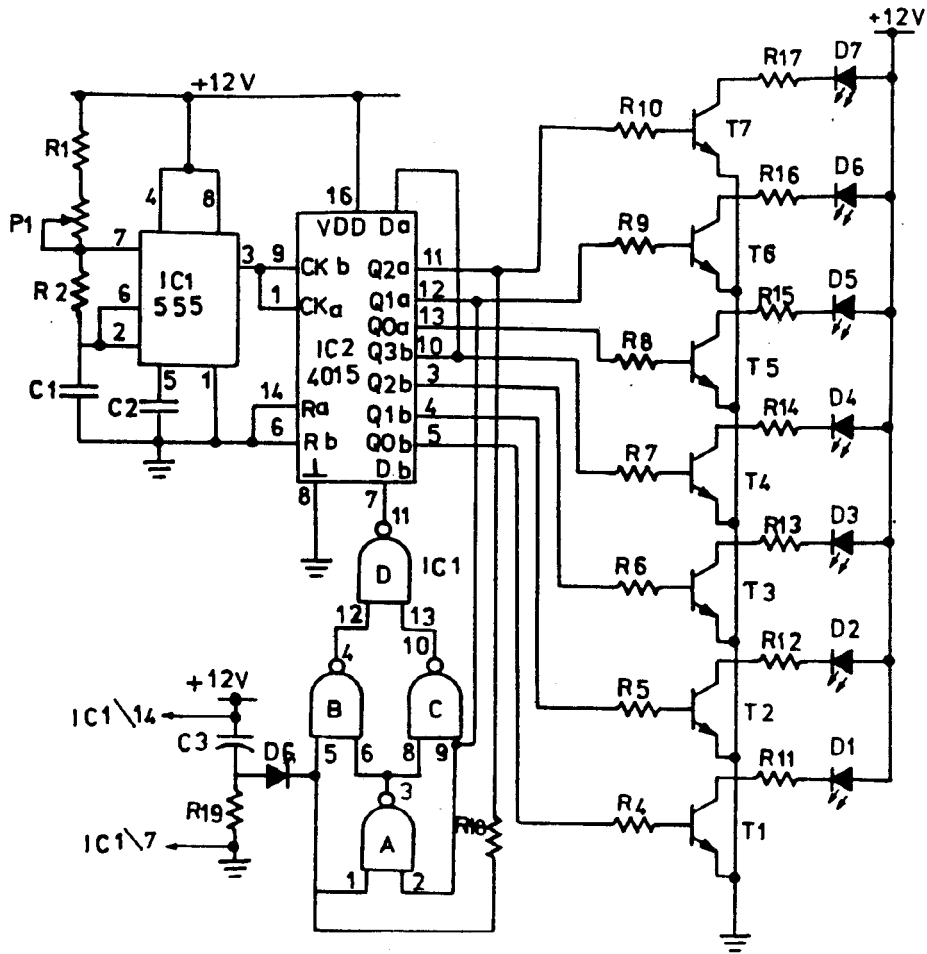 +12V
+12V
R1
P1
R2
C1
4
8
7
6
2
5
1
3
IC1
555
C2
16
VDD
Da
9
CKb
1
CKa
IC2
4015
14
Ra
6
Rb
8
7
Db
Q2a
11
Q1a
12
Q0a
13
Q3b
10
Q2b
3
Q1b
4
Q0b
5
R10
T7
R17
D7
R9
T6
R16
D6
R8
T5
R15
D5
R7
T4
R14
D4
R6
T3
R13
D3
R5
T2
R12
D2
R4
T1
R11
D1
11
D
IC1
12
13
4
10
B
C
5
6
8
9
3
A
1
2
+12V
IC1\14
C3
D6
R19
IC1\7
R18